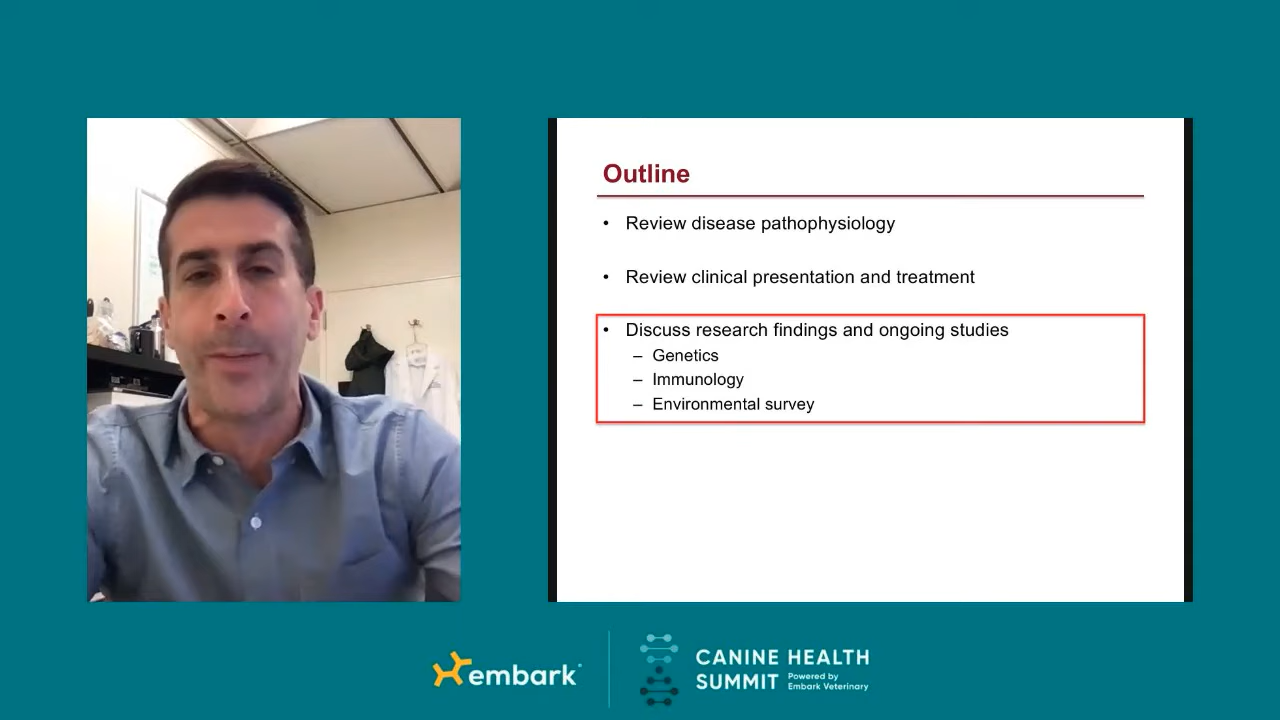 Outline
• Review disease pathophysiology
• Review clinical presentation and treatment
• Discuss research findings and ongoing studies
– Genetics
– Immunology
– Environmental survey
embark
CANINE HEALTH
SUMMIT Powered by
Embark Veterinary